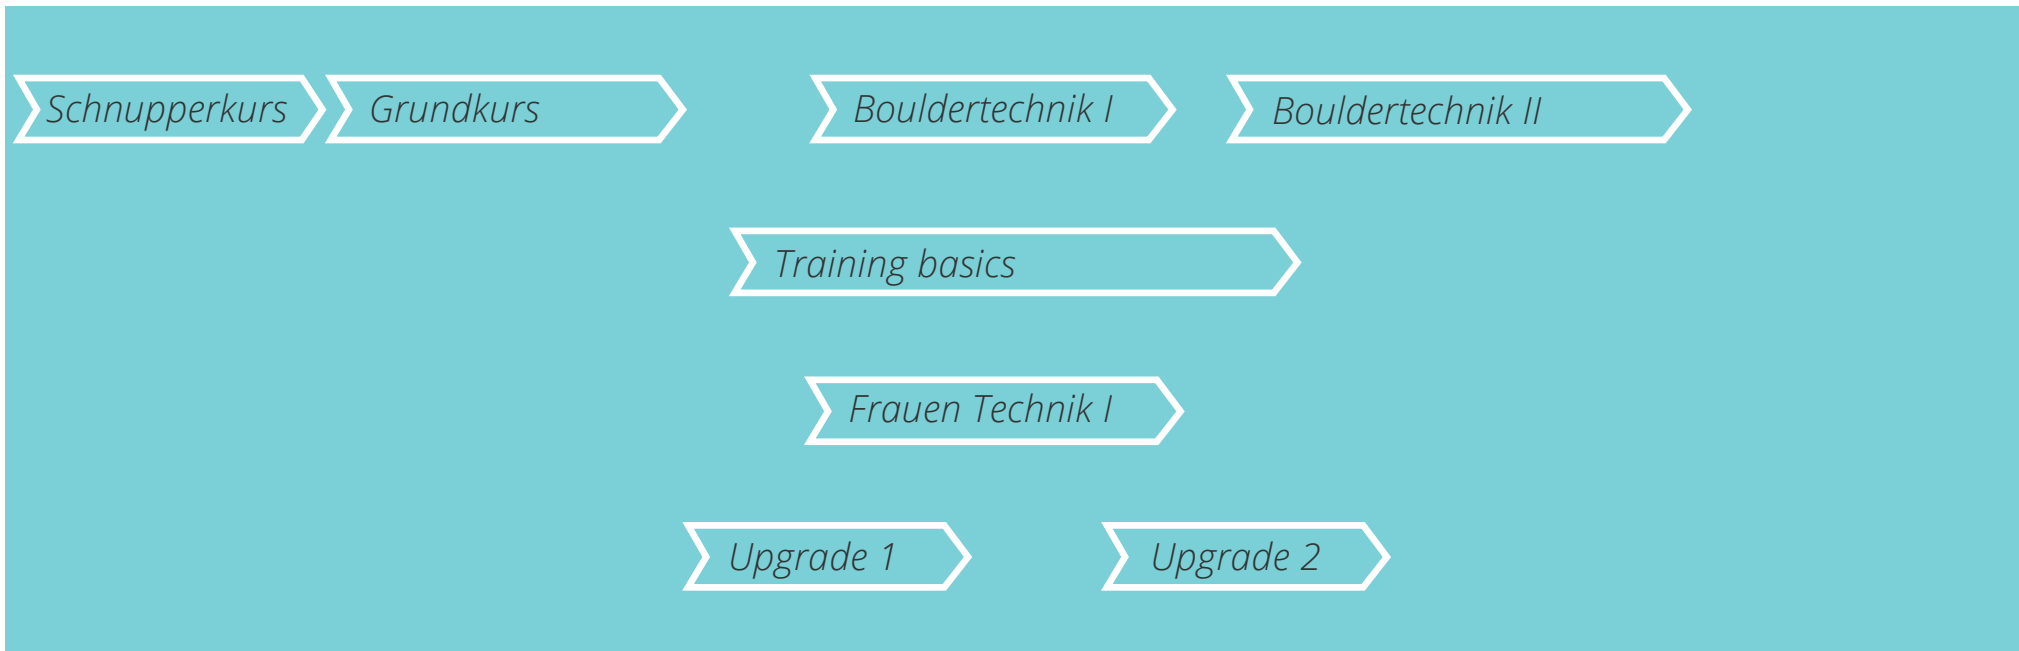 Schnupperkurs
Grundkurs
Bouldertechnik I
Bouldertechnik II
Training basics
Frauen Technik I
Upgrade 1
Upgrade 2